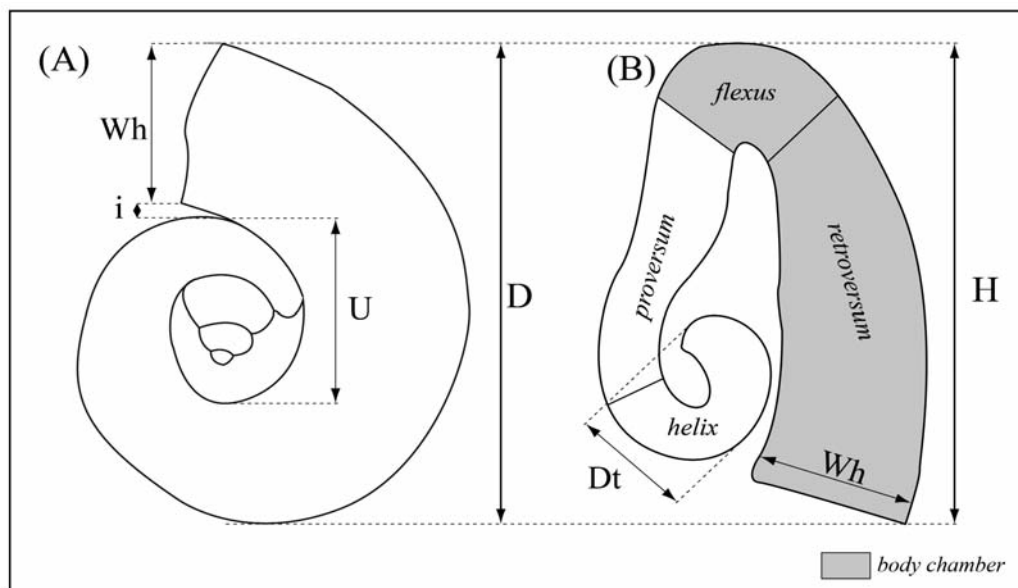 (A)
Wh
i
U
D
(B)
flexus
proversum
retroversum
helix
Dt
Wh
H
body chamber